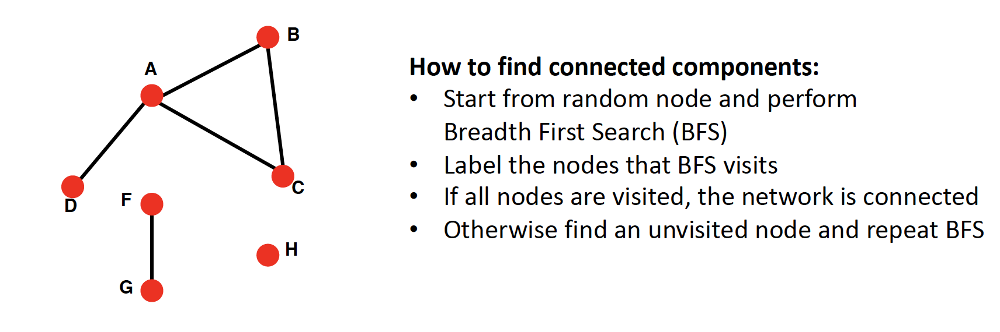 B
A
C
D
F
H
G
How to find connected components:
• Start from random node and perform
Breadth First Search (BFS)
• Label the nodes that BFS visits
• If all nodes are visited, the network is connected
• Otherwise find an unvisited node and repeat BFS